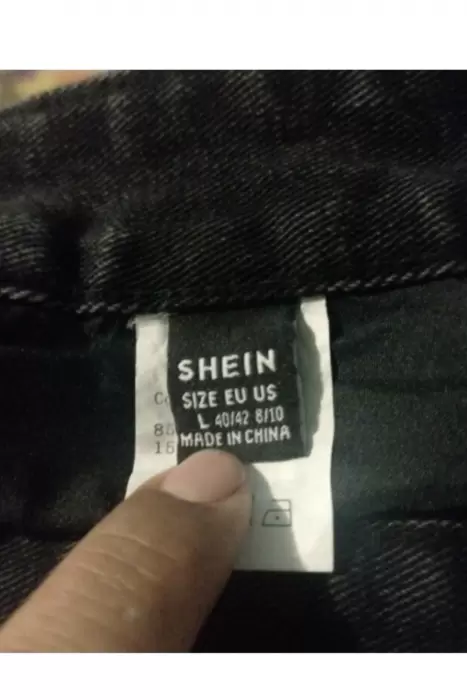 SHEIN
SIZE EU US
L 40/42 8/10
MADE IN CHINA